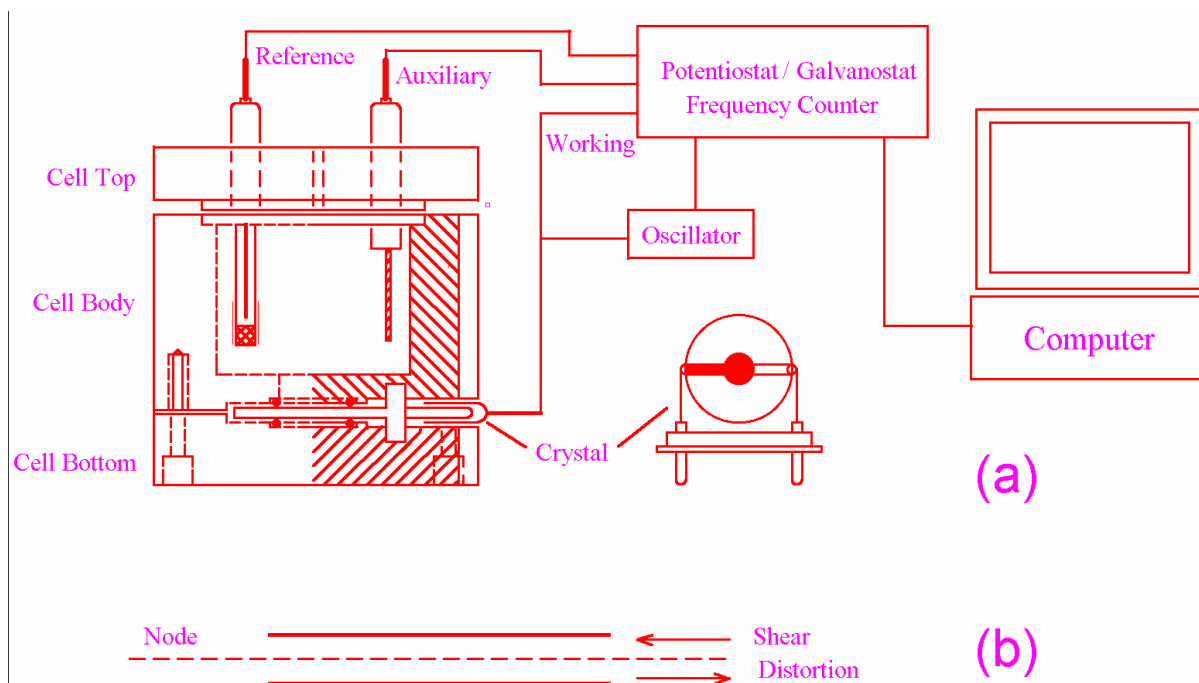 Reference
Auxiliary
Potentiostat / Galvanostat
Frequency Counter
Working
Cell Top
Oscillator
Cell Body
Computer
Crystal
Cell Bottom
(a)
Node
Shear
Distortion
(b)